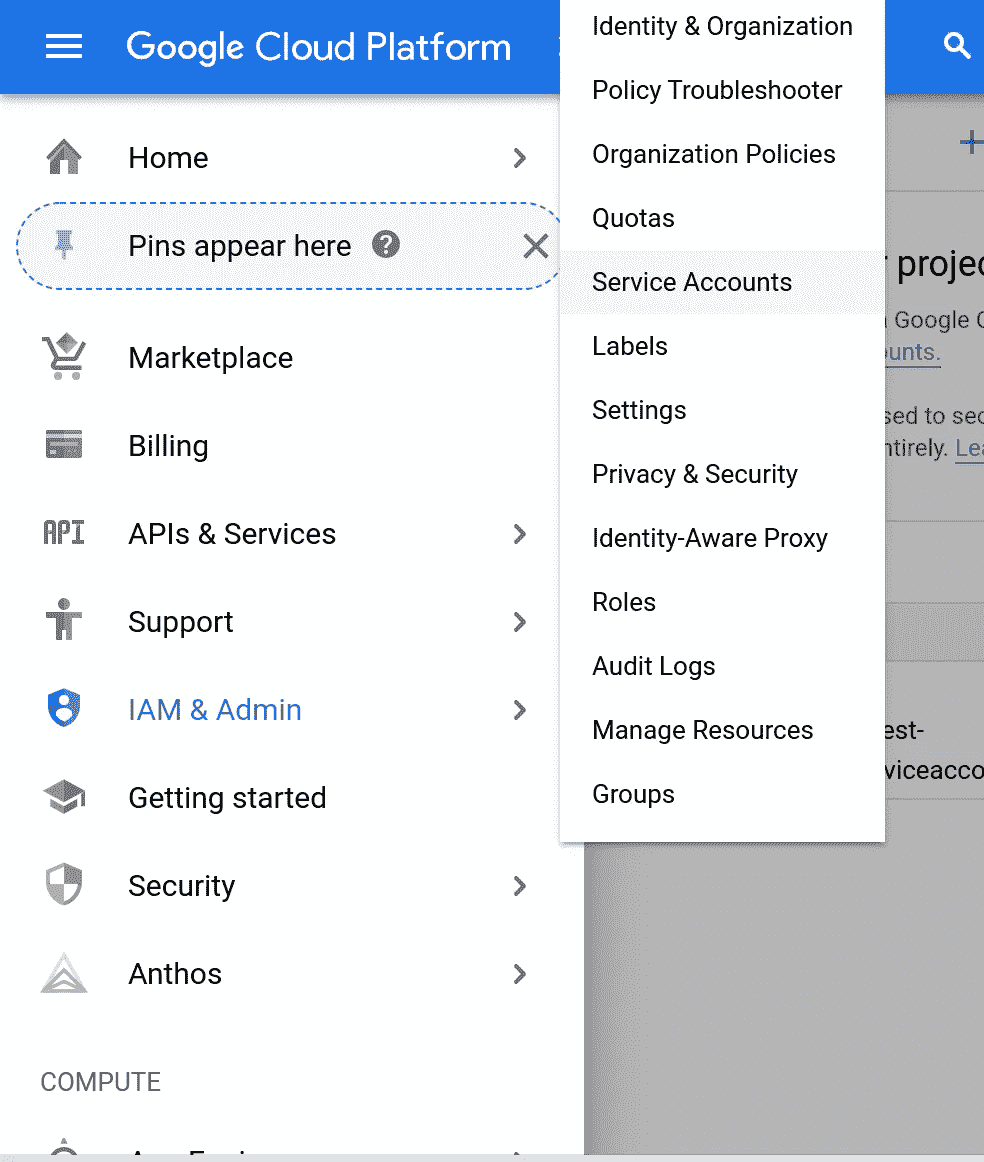 Google Cloud Platform
Home
Pins appear here
Marketplace
Billing
API
APIs & Services
Support
IAM & Admin
Getting started
Security
Anthos
COMPUTE
Identity & Organization
Policy Troubleshooter
Organization Policies
Quotas
Service Accounts
Labels
Settings
Privacy & Security
Identity-Aware Proxy
Roles
Audit Logs
Manage Resources
Groups
projec
Google C
unts.
sed to sec
ntirely. Lea
est-
viceacco